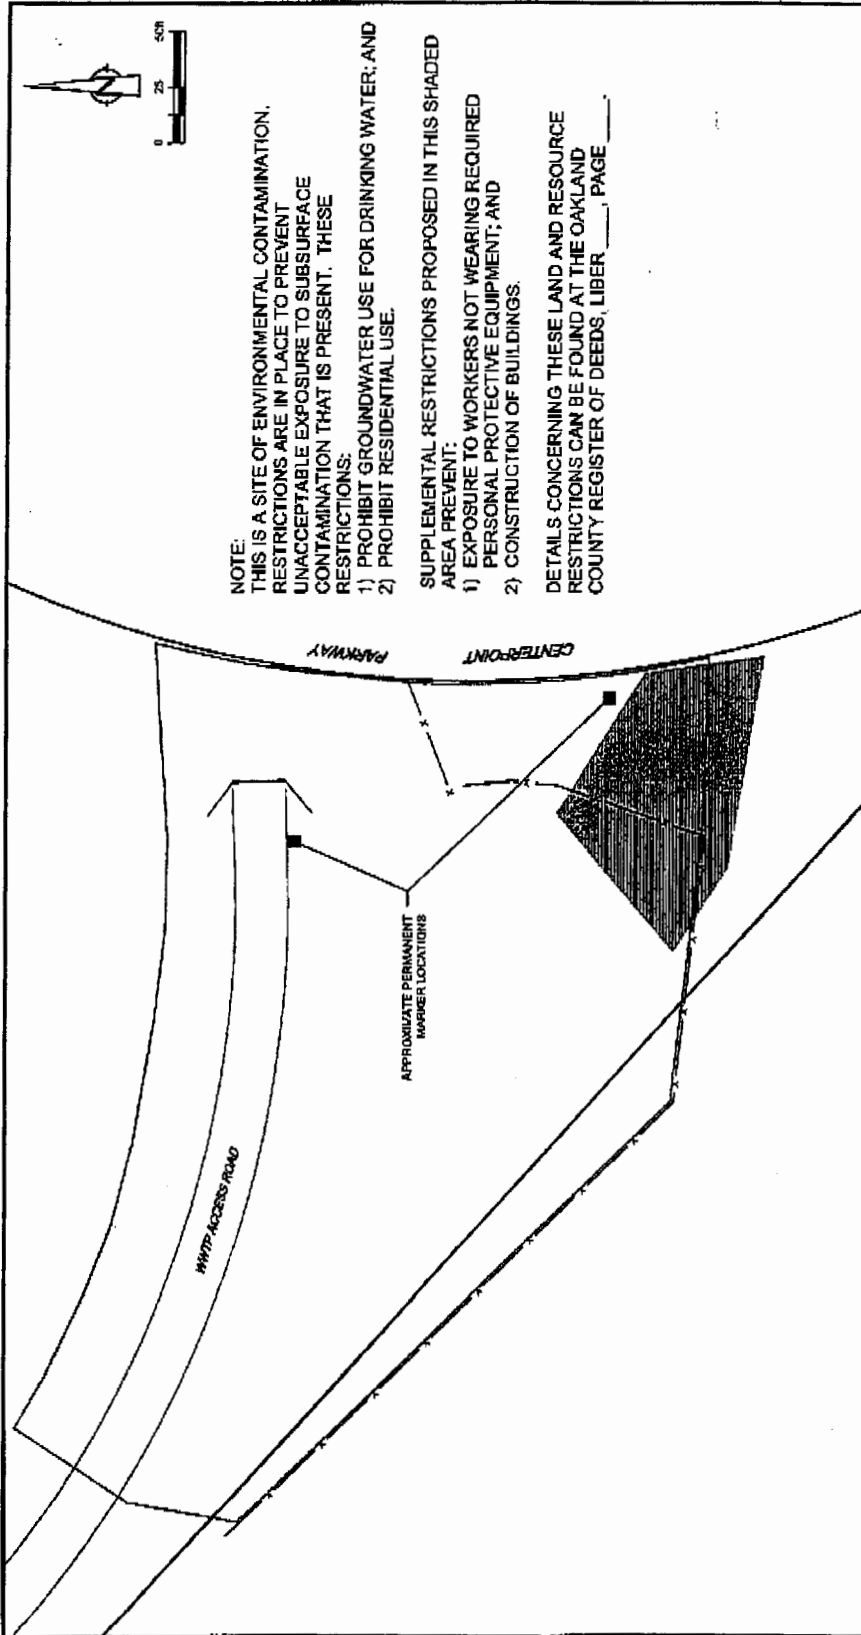 N
0 25 50ft
NOTE:
THIS IS A SITE OF ENVIRONMENTAL CONTAMINATION.
RESTRICTIONS ARE IN PLACE TO PREVENT
UNACCEPTABLE EXPOSURE TO SUBSURFACE
CONTAMINATION THAT IS PRESENT. THESE
RESTRICTIONS:
1) PROHIBIT GROUNDWATER USE FOR DRINKING WATER; AND
2) PROHIBIT RESIDENTIAL USE.
SUPPLEMENTAL RESTRICTIONS PROPOSED IN THIS SHADED
AREA PREVENT:
1) EXPOSURE TO WORKERS NOT WEARING REQUIRED
PERSONAL PROTECTIVE EQUIPMENT; AND
2) CONSTRUCTION OF BUILDINGS.
DETAILS CONCERNING THESE LAND AND RESOURCE
RESTRICTIONS CAN BE FOUND AT THE OAKLAND
COUNTY REGISTER OF DEEDS, LIBER ____, PAGE ____.
CENTERPOINT PARKWAY
APPROXIMATE PERMANENT
MARKER LOCATIONS
WWTP ACCESS ROAD